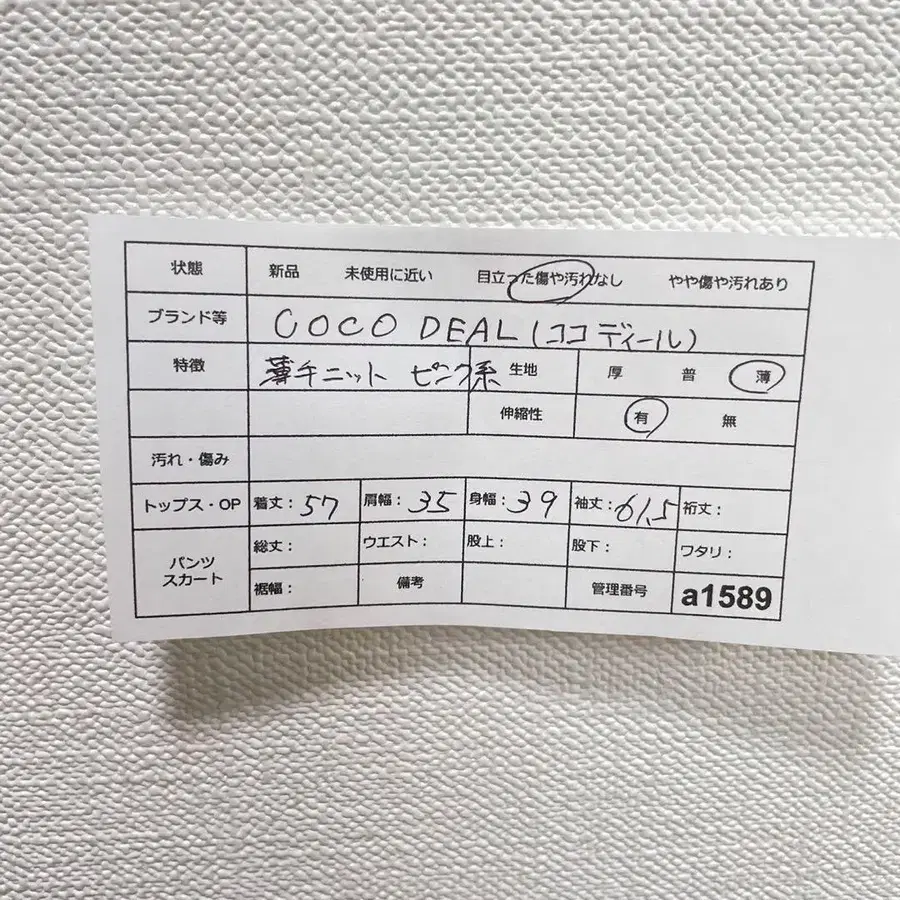 状態 新品 未使用に近い 目立った傷や汚れなし やや傷や汚れあり
ブランド等 COCO DEAL(ココディール)
特徴 薄手ニット ピンク系 生地 厚 普 薄
伸縮性 有 無
汚れ・傷み
トップス・OP 着丈:57 肩幅:35 身幅:39 袖丈:61.5 裄丈:
パンツ スカート 総丈: ウエスト: 股上: 股下: ワタリ:
裾幅: 備考 管理番号 a1589